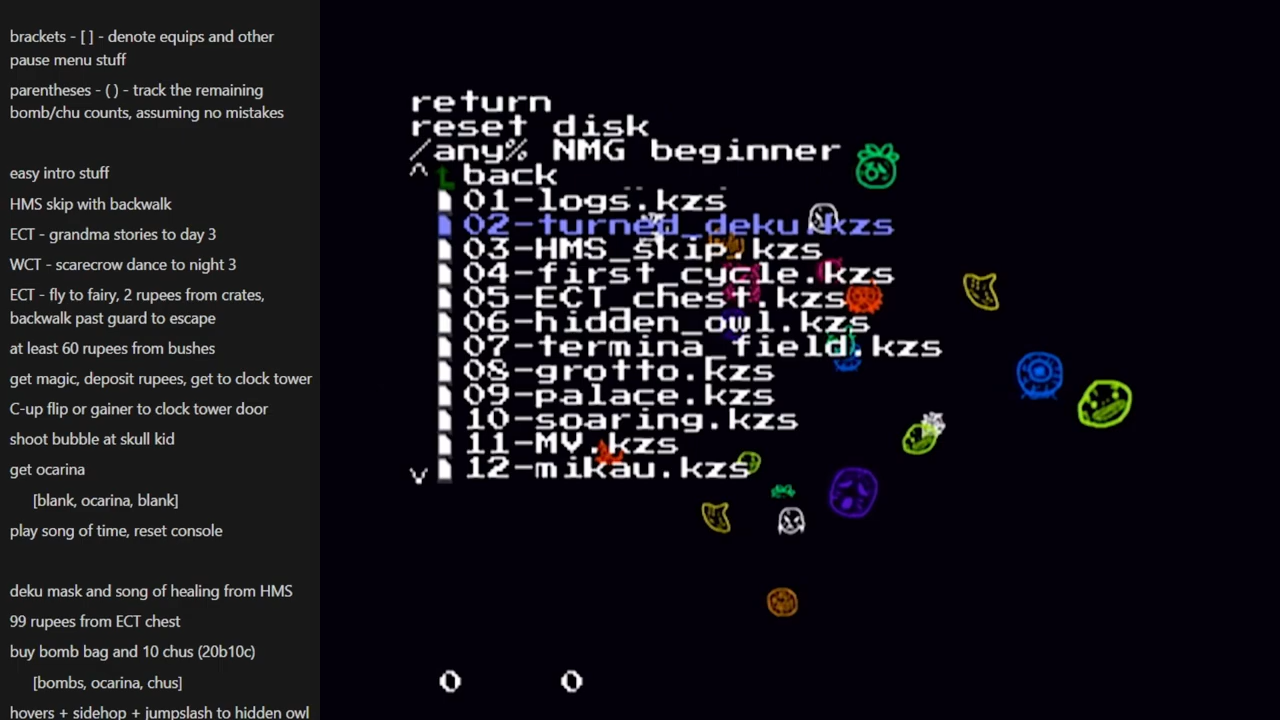 brackets - [ ] - denote equips and other
pause menu stuff
parentheses - ( ) - track the remaining
bomb/chu counts, assuming no mistakes
easy intro stuff
HMS skip with backwalk
ECT - grandma stories to day 3
WCT - scarecrow dance to night 3
ECT - fly to fairy, 2 rupees from crates,
backwalk past guard to escape
at least 60 rupees from bushes
get magic, deposit rupees, get to clock tower
C-up flip or gainer to clock tower door
shoot bubble at skull kid
get ocarina
[blank, ocarina, blank]
play song of time, reset console
deku mask and song of healing from HMS
99 rupees from ECT chest
buy bomb bag and 10 chus (20b10c)
[bombs, ocarina, chus]
hovers + sidehop + jumpslash to hidden owl
return
reset disk
/any% NMG beginner
^ back
01-logs.kzs
02-turned_deku.kzs
03-HMS_skip.kzs
04-first_cycle.kzs
05-ECT_chest.kzs
06-hidden_owl.kzs
07-termina_field.kzs
08-grotto.kzs
09-palace.kzs
10-soaring.kzs
11-MV.kzs
v 12-mikau.kzs
0 0